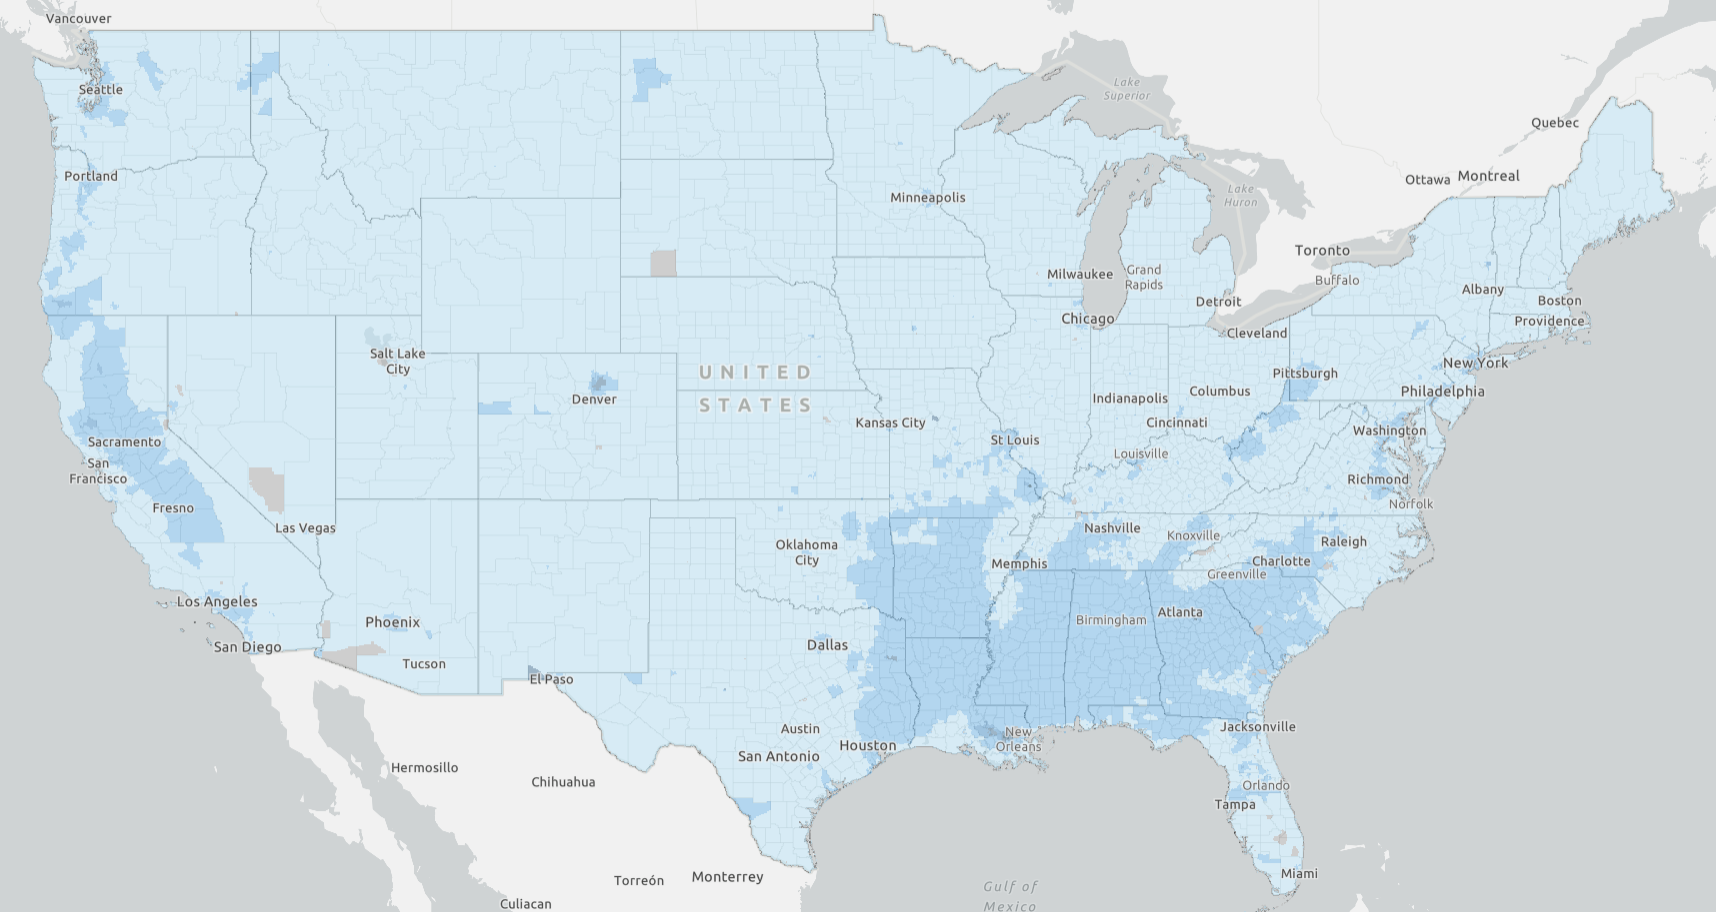 Vancouver
Seattle
Lake
Superior
Quebec
Portland
Ottawa
Montreal
Minneapolis
Lake
Huron
Toronto
Milwaukee
Grand
Rapids
Buffalo
Detroit
Albany
Boston
Chicago
Providence
Cleveland
Salt Lake
City
UNITED
STATES
New York
Pittsburgh
Denver
Indianapolis
Columbus
Philadelphia
Kansas City
Cincinnati
Washington
Sacramento
St Louis
San
Francisco
Louisville
Richmond
Fresno
Norfolk
Las Vegas
Nashville
Knoxville
Raleigh
Oklahoma
City
Memphis
Charlotte
Greenville
Los Angeles
Phoenix
Birmingham
Atlanta
San Diego
Dallas
Tucson
El Paso
Austin
New
Orleans
Jacksonville
Houston
San Antonio
Hermosillo
Chihuahua
Orlando
Tampa
Torreón
Monterrey
Miami
Gulf of
Mexico
Culiacan